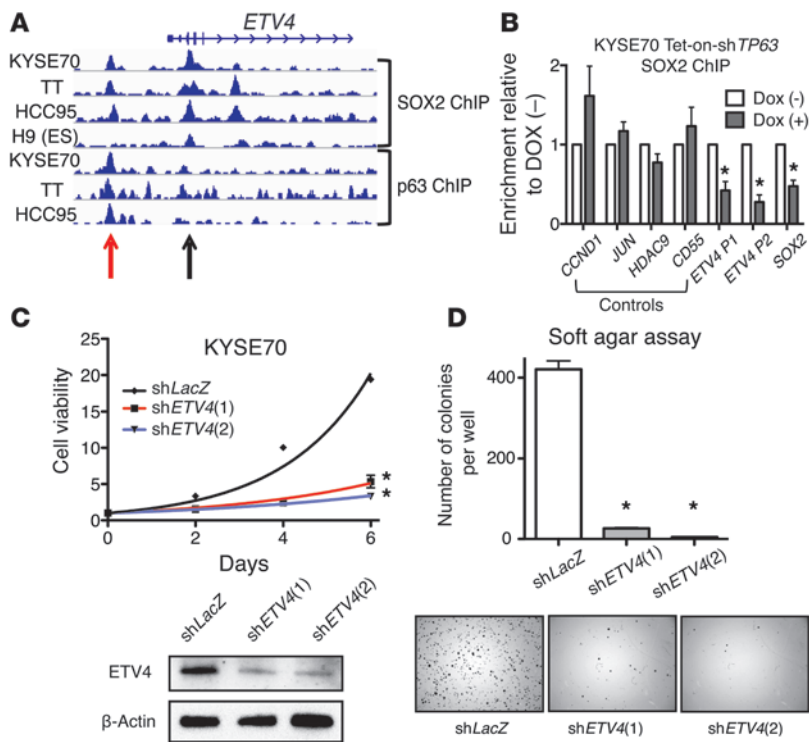 A
ETV4
KYSE70
TT
HCC95
H9 (ES)
KYSE70
TT
HCC95
SOX2 ChIP
p63 ChIP
B
KYSE70 Tet-on-shTP63
SOX2 ChIP
Enrichment relative
to DOX (–)
2
1
0
Dox (-)
Dox (+)
*
*
*
CCND1
JUN
HDAC9
CD55
ETV4 P1
ETV4 P2
SOX2
Controls
C
KYSE70
Cell viability
25
20
15
10
5
0
shLacZ
shETV4(1)
shETV4(2)
*
*
0
2
4
6
Days
shLacZ
shETV4(1)
shETV4(2)
ETV4
β-Actin
D
Soft agar assay
Number of colonies
per well
400
200
0
*
*
shLacZ
shETV4(1)
shETV4(2)
shLacZ
shETV4(1)
shETV4(2)